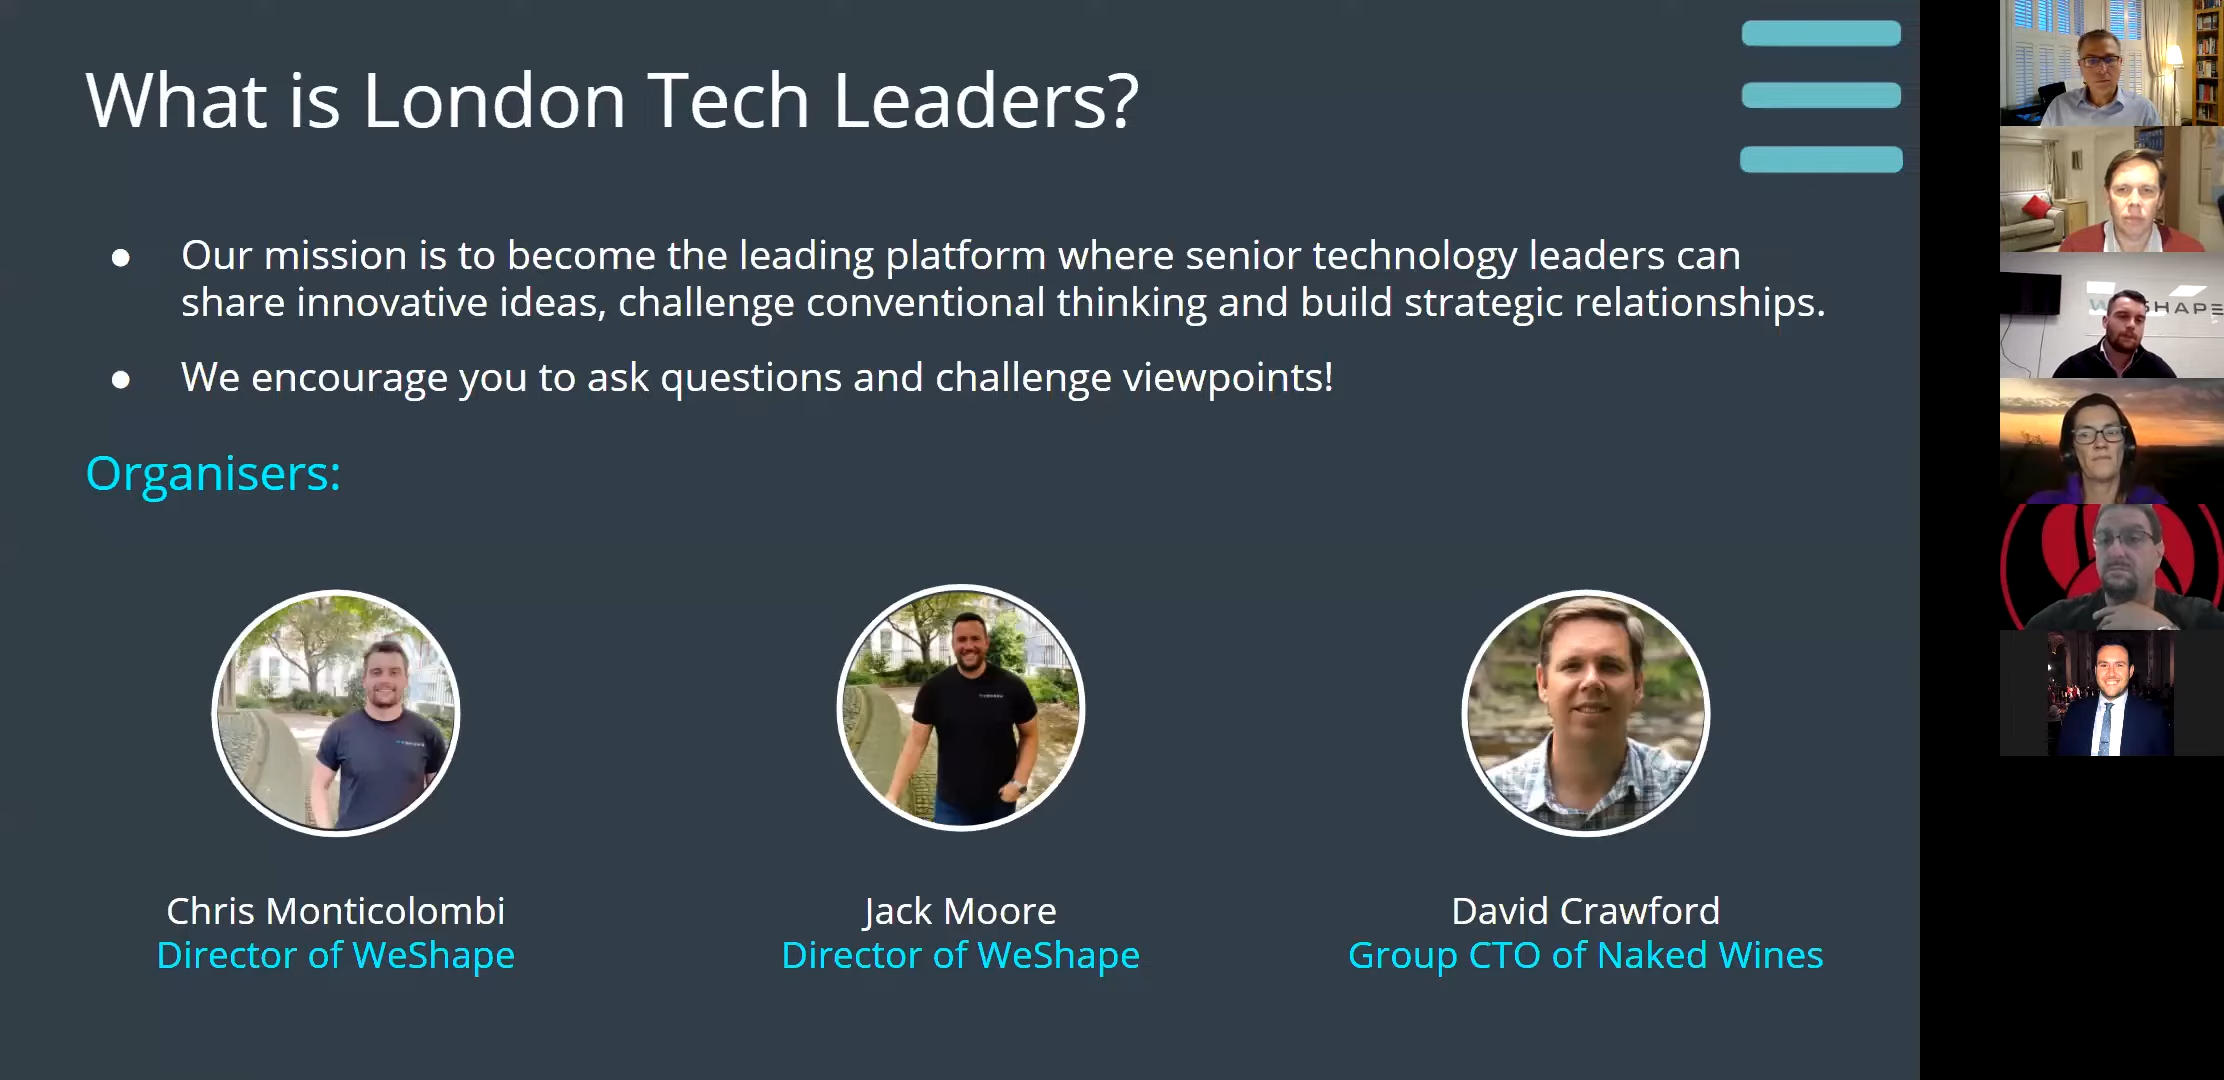 What is London Tech Leaders?
● Our mission is to become the leading platform where senior technology leaders can
share innovative ideas, challenge conventional thinking and build strategic relationships.
● We encourage you to ask questions and challenge viewpoints!
Organisers:
Chris Monticolombi
Director of WeShape
Jack Moore
Director of WeShape
David Crawford
Group CTO of Naked Wines
SHAPE